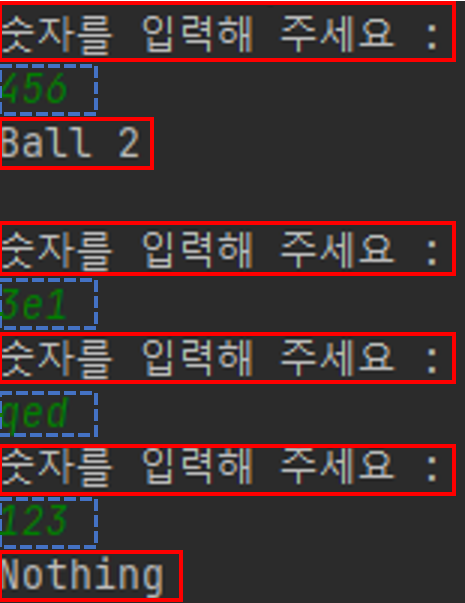 숫자를 입력해 주세요 :
456
Ball 2
숫자를 입력해 주세요 :
3e1
숫자를 입력해 주세요 :
qed
숫자를 입력해 주세요 :
123
Nothing